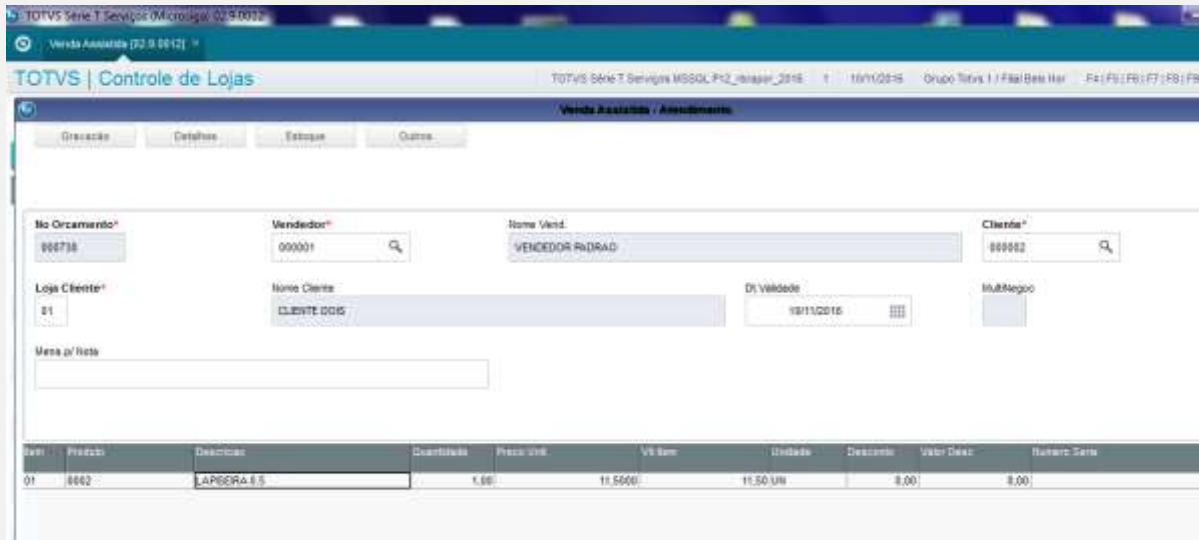 TOTVS Série T Serviços (Microsiga) 02.9.0012
Venda Assistida [02.9.0012] ×
TOTVS | Controle de Lojas
TOTVS Série T Serviços MSSQL P12 2016 1 10/11/2016 Grupo Totvs 1 / Filial Belo Hor F4|F5|F6|F7|F8|F9
Venda Assistida - Atendimento
Gravação Detalhes Estoque Outros
No Orcamento* Vendedor* Nome Vend. Cliente*
000738 000001 VENDEDOR PADRAO 000002
Loja Cliente* Nome Cliente Dt.Validade MultiNegoc
01 CLIENTE DOIS 10/11/2016
Mens.p/ Nota
Item Produto Descricao Quantidade Preco Unit. Vlr.Item Unidade Desconto Valor Desc. Numero Serie
01 0002 LAPISEIRA 0.5 1,00 11,5000 11,50 UN 0,00 0,00